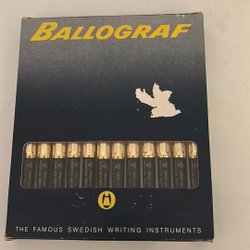 BALLOGRAF
THE FAMOUS SWEDISH WRITING INSTRUMENTS